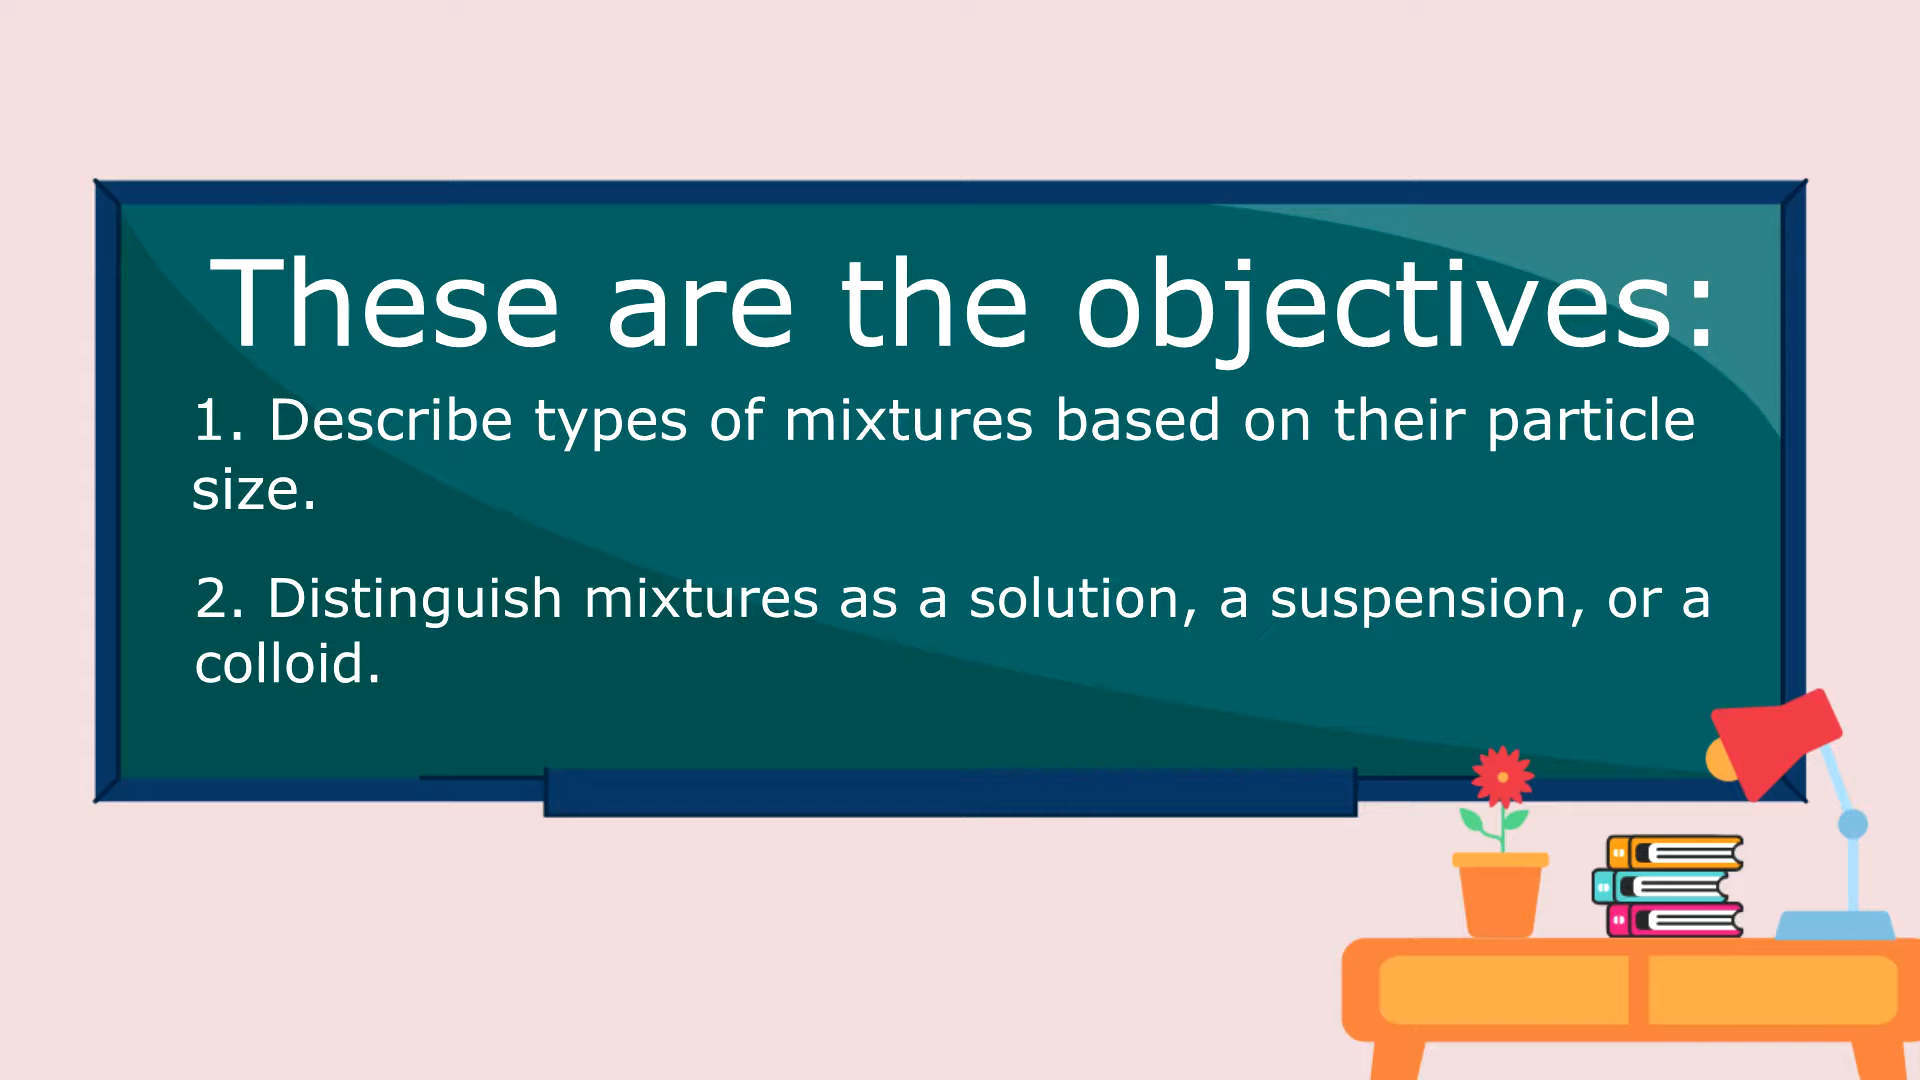 These are the objectives:
1. Describe types of mixtures based on their particle
size.
2. Distinguish mixtures as a solution, a suspension, or a
colloid.